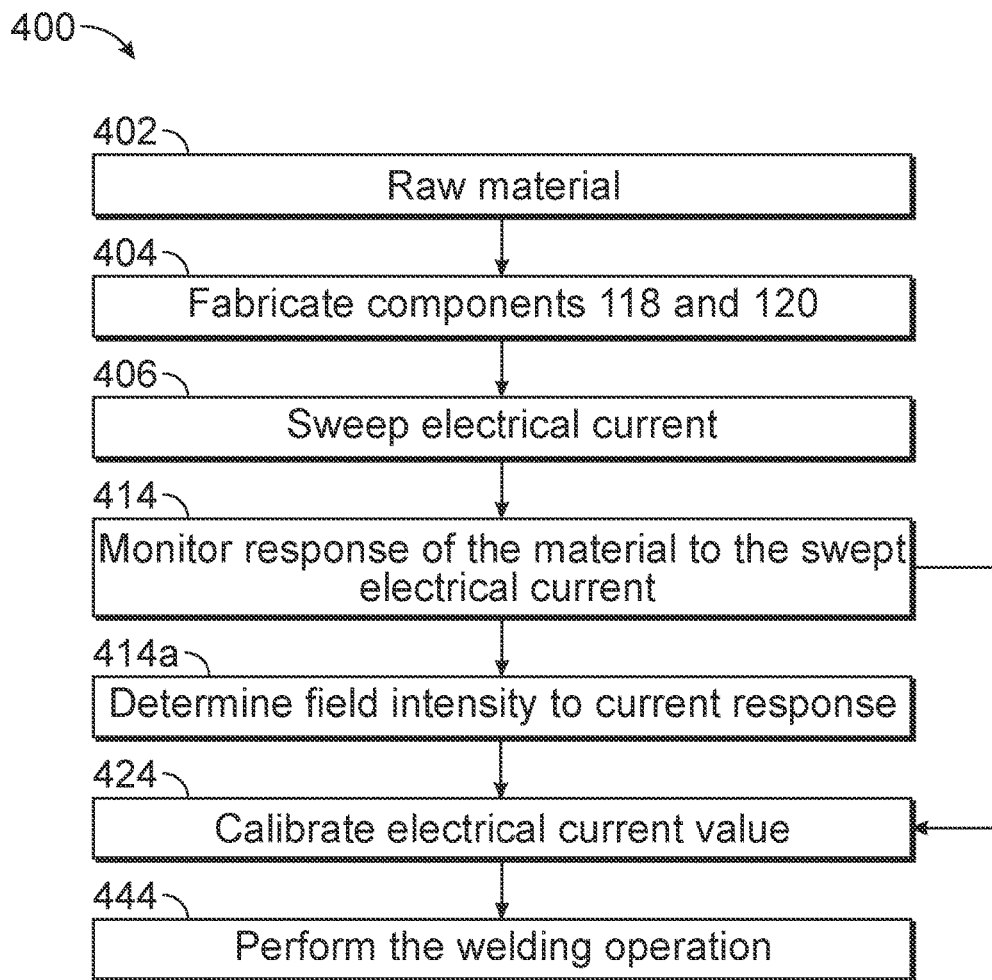 400
402
Raw material
404
Fabricate components 118 and 120
406
Sweep electrical current
414
Monitor response of the material to the swept
electrical current
414a
Determine field intensity to current response
424
Calibrate electrical current value
444
Perform the welding operation